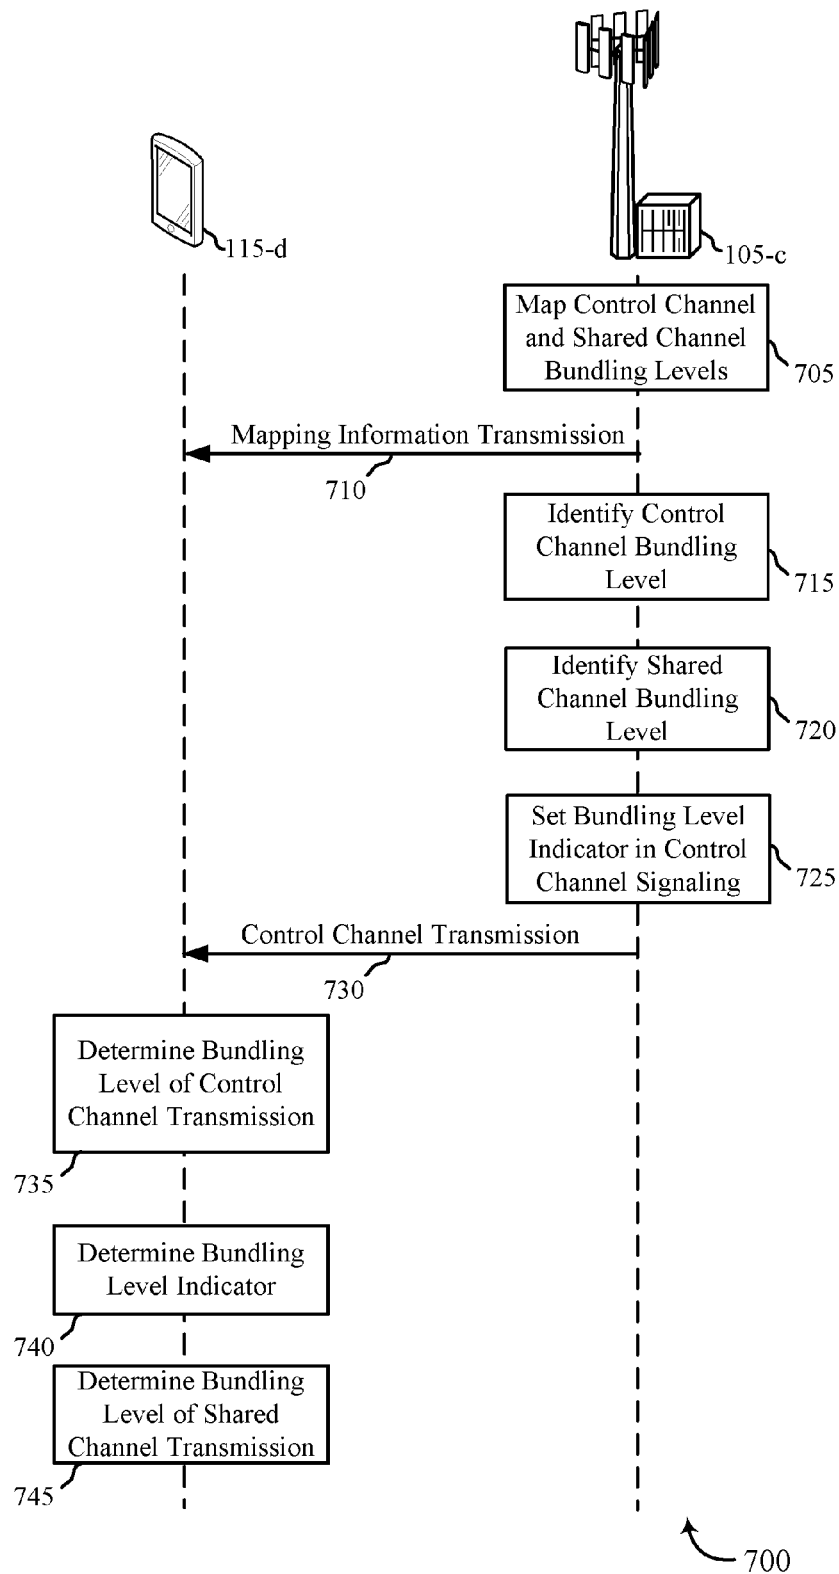 115-d
105-c
Map Control Channel
and Shared Channel
Bundling Levels
705
Mapping Information Transmission
710
Identify Control
Channel Bundling
Level
715
Identify Shared
Channel Bundling
Level
720
Set Bundling Level
Indicator in Control
Channel Signaling
725
Control Channel Transmission
730
Determine Bundling
Level of Control
Channel Transmission
735
Determine Bundling
Level Indicator
740
Determine Bundling
Level of Shared
Channel Transmission
745
700